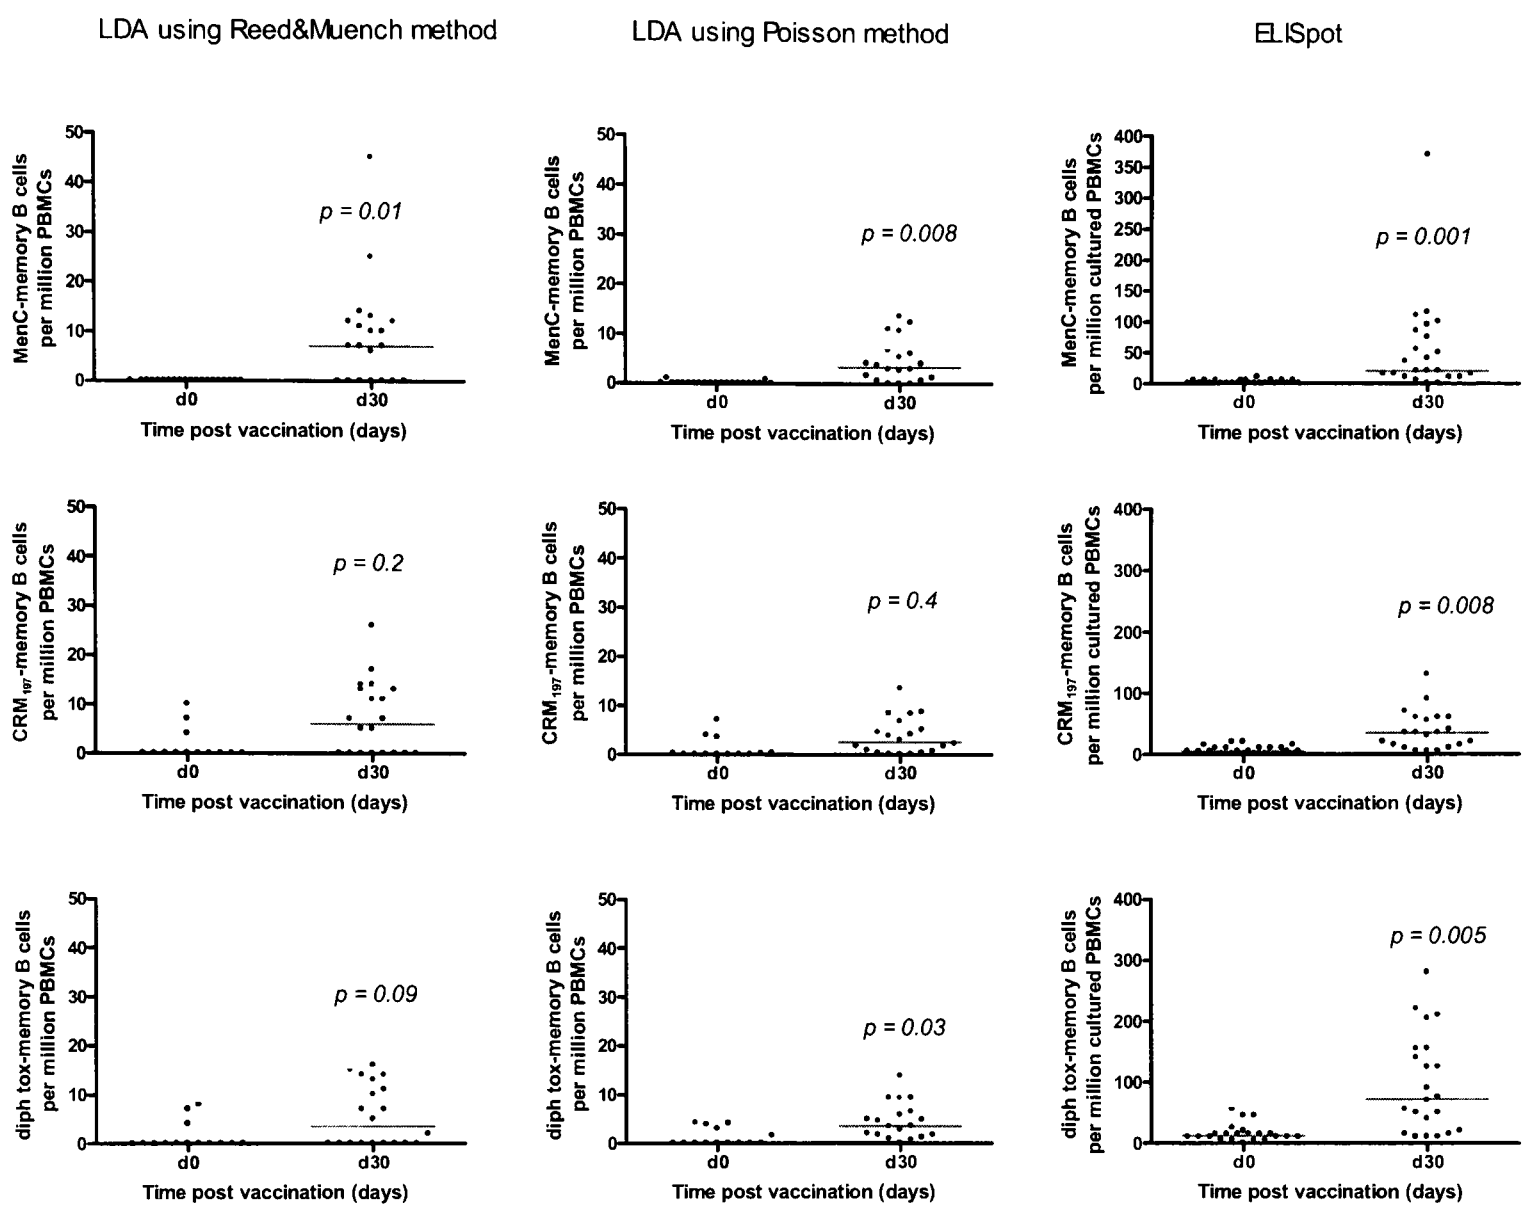 LDA using Reed&Muench method
LDA using Poisson method
ELISpot
MenC-memory B cells
per million PBMCs
50
40
30
20
10
0
p = 0.01
d0
d30
Time post vaccination (days)
MenC-memory B cells
per million PBMCs
50
40
30
20
10
0
p = 0.008
d0
d30
Time post vaccination (days)
MenC-memory B cells
per million cultured PBMCs
400
350
300
250
200
150
100
50
0
p = 0.001
d0
d30
Time post vaccination (days)
CRM197-memory B cells
per million PBMCs
50
40
30
20
10
0
p = 0.2
d0
d30
Time post vaccination (days)
CRM197-memory B cells
per million PBMCs
50
40
30
20
10
0
p = 0.4
d0
d30
Time post vaccination (days)
CRM197-memory B cells
per million cultured PBMCs
400
300
200
100
0
p = 0.008
d0
d30
Time post vaccination (days)
diph tox-memory B cells
per million PBMCs
50
40
30
20
10
0
p = 0.09
d0
d30
Time post vaccination (days)
diph tox-memory B cells
per million PBMCs
50
40
30
20
10
0
p = 0.03
d0
d30
Time post vaccination (days)
diph tox-memory B cells
per million cultured PBMCs
400
300
200
100
0
p = 0.005
d0
d30
Time post vaccination (days)